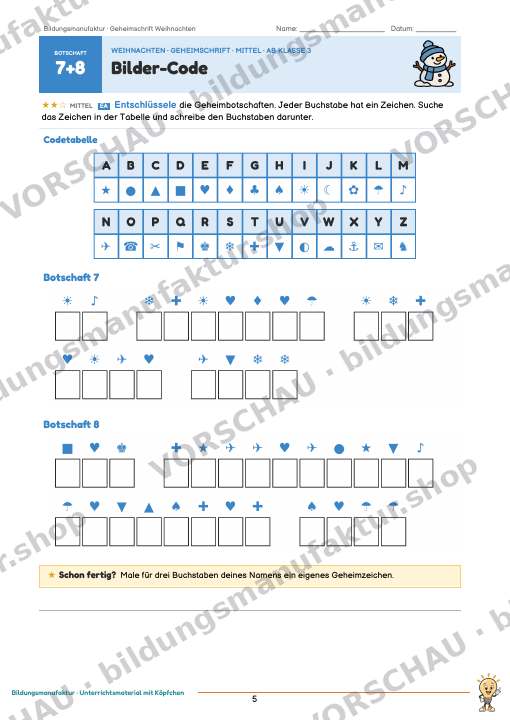 Bildungsmanufaktur · Geheimschrift Weihnachten Name: Datum:
BOTSCHAFT
7+8
WEIHNACHTEN · GEHEIMSCHRIFT · MITTEL · AB KLASSE 3
Bilder-Code
★★☆ MITTEL EA Entschlüssele die Geheimbotschaften. Jeder Buchstabe hat ein Zeichen. Suche
das Zeichen in der Tabelle und schreibe den Buchstaben darunter.
Codetabelle
A B C D E F G H I J K L M
★ ● ▲ ■ ♥ ♦ ♣ ♠ ☀ ☾ ✿ ☂ ♪
N O P Q R S T U V W X Y Z
✈ ☎ ✂ ⚑ ♚ ❄ ✚ ▼ ◐ ☁ ⚓ ✉ ♞
Botschaft 7
☀ ♪ ❄ ✚ ☀ ♥ ♦ ♥ ☂ ☀ ❄ ✚
♥ ☀ ✈ ♥ ✈ ▼ ❄ ❄
Botschaft 8
■ ♥ ♚ ✚ ★ ✈ ✈ ♥ ✈ ● ★ ▼ ♪
☂ ♥ ▼ ▲ ♠ ✚ ♥ ✚ ♠ ♥ ▼ ✚ ♥
★ Schon fertig? Male für drei Buchstaben deines Namens ein eigenes Geheimzeichen.
Bildungsmanufaktur · Unterrichtsmaterial mit Köpfchen
5
VORSCHAU · bildungsmanufaktur.shop